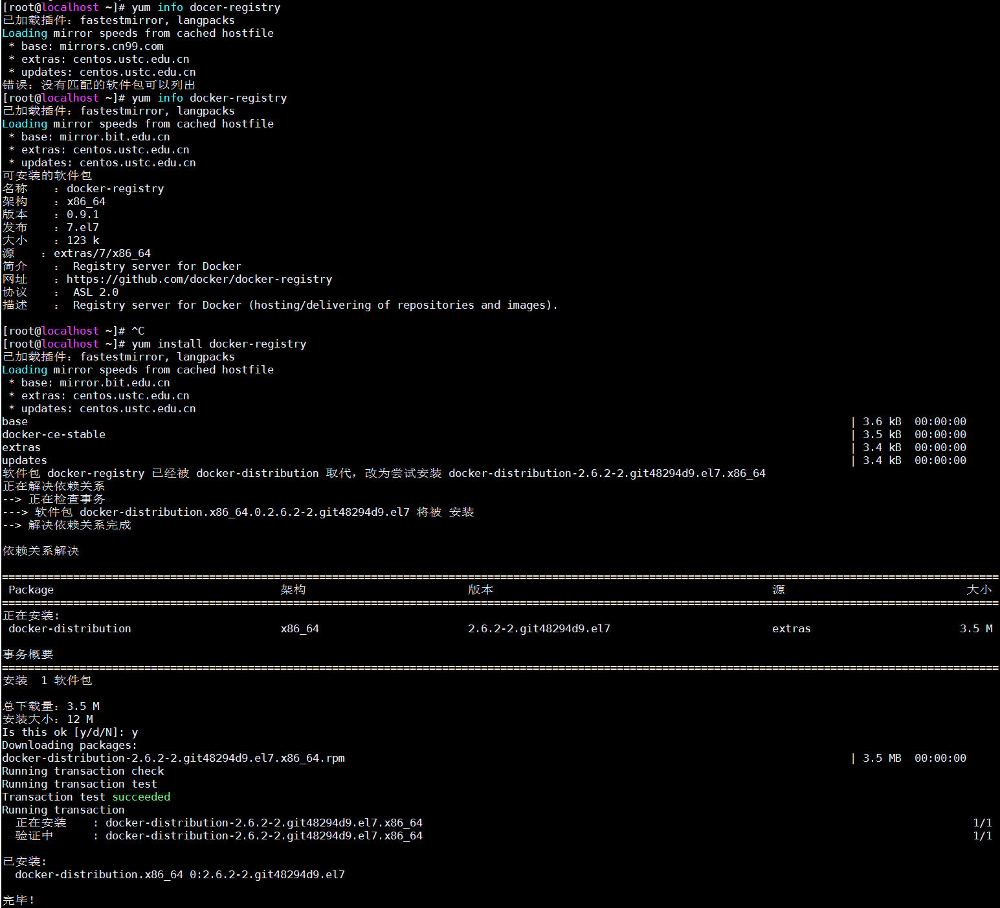 [root@localhost ~]# yum info docer-registry
已加载插件：fastestmirror, langpacks
Loading mirror speeds from cached hostfile
 * base: mirrors.cn99.com
 * extras: centos.ustc.edu.cn
 * updates: centos.ustc.edu.cn
错误：没有匹配的软件包可以列出
[root@localhost ~]# yum info docker-registry
已加载插件：fastestmirror, langpacks
Loading mirror speeds from cached hostfile
 * base: mirror.bit.edu.cn
 * extras: centos.ustc.edu.cn
 * updates: centos.ustc.edu.cn
可安装的软件包
名称    ：docker-registry
架构    ：x86_64
版本    ：0.9.1
发布    ：7.el7
大小    ：123 k
源    ：extras/7/x86_64
简介    ： Registry server for Docker
网址    ：https://github.com/docker/docker-registry
协议    ： ASL 2.0
描述    ： Registry server for Docker (hosting/delivering of repositories and images).
[root@localhost ~]# ^C
[root@localhost ~]# yum install docker-registry
已加载插件：fastestmirror, langpacks
Loading mirror speeds from cached hostfile
 * base: mirror.bit.edu.cn
 * extras: centos.ustc.edu.cn
 * updates: centos.ustc.edu.cn
base | 3.6 kB  00:00:00
docker-ce-stable | 3.5 kB  00:00:00
extras | 3.4 kB  00:00:00
updates | 3.4 kB  00:00:00
软件包 docker-registry 已经被 docker-distribution 取代，改为尝试安装 docker-distribution-2.6.2-2.git48294d9.el7.x86_64
正在解决依赖关系
--> 正在检查事务
---> 软件包 docker-distribution.x86_64.0.2.6.2-2.git48294d9.el7 将被 安装
--> 解决依赖关系完成
依赖关系解决
================================================================================
 Package 架构 版本 源 大小
================================================================================
正在安装:
 docker-distribution x86_64 2.6.2-2.git48294d9.el7 extras 3.5 M
事务概要
================================================================================
安装  1 软件包
总下载量：3.5 M
安装大小：12 M
Is this ok [y/d/N]: y
Downloading packages:
docker-distribution-2.6.2-2.git48294d9.el7.x86_64.rpm | 3.5 MB  00:00:00
Running transaction check
Running transaction test
Transaction test succeeded
Running transaction
  正在安装    : docker-distribution-2.6.2-2.git48294d9.el7.x86_64 1/1
  验证中      : docker-distribution-2.6.2-2.git48294d9.el7.x86_64 1/1
已安装:
  docker-distribution.x86_64 0:2.6.2-2.git48294d9.el7
完毕！